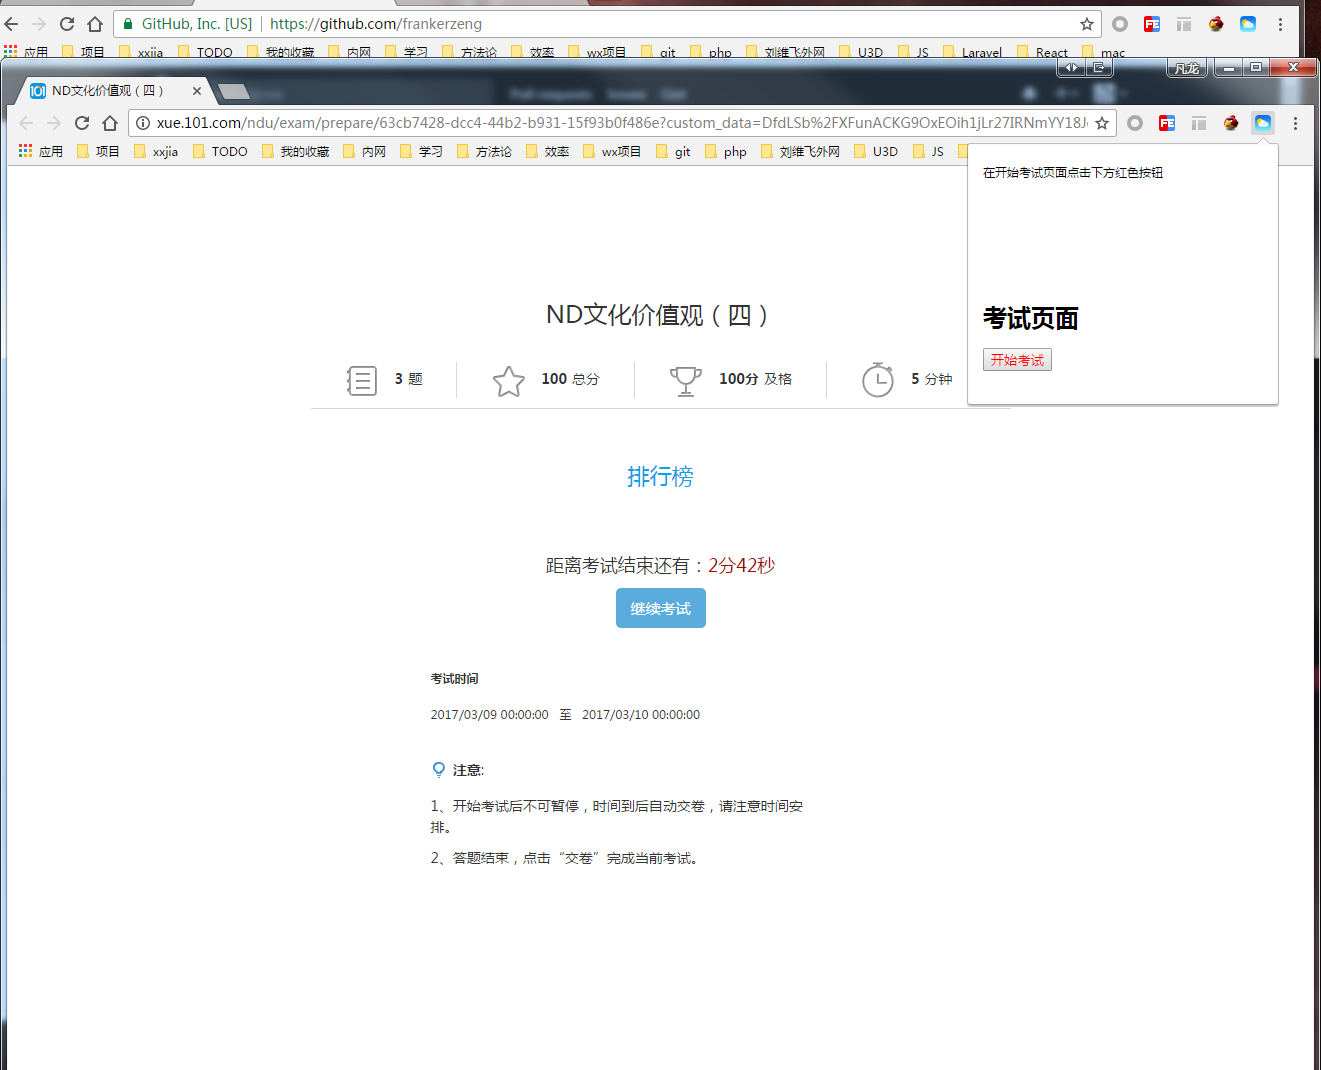 GitHub, Inc. [US] https://github.com/frankerzeng
应用 项目 xxjia TODO 我的收藏 内网 学习 方法论 效率 wx项目 git php 刘维飞外网 U3D JS Laravel React mac
凡龙
ND文化价值观（四）
xue.101.com/ndu/exam/prepare/63cb7428-dcc4-44b2-b931-15f93b0f486e?custom_data=DfdLSb%2FXFunACKG9OxEOih1jLr27IRNmYY18J
应用 项目 xxjia TODO 我的收藏 内网 学习 方法论 效率 wx项目 git php 刘维飞外网 U3D JS
在开始考试页面点击下方红色按钮
考试页面
开始考试
ND文化价值观（四）
3 题 100 总分 100分 及格 5 分钟
排行榜
距离考试结束还有：2分42秒
继续考试
考试时间
2017/03/09 00:00:00 至 2017/03/10 00:00:00
注意:
1、开始考试后不可暂停，时间到后自动交卷，请注意时间安
排。
2、答题结束，点击“交卷”完成当前考试。